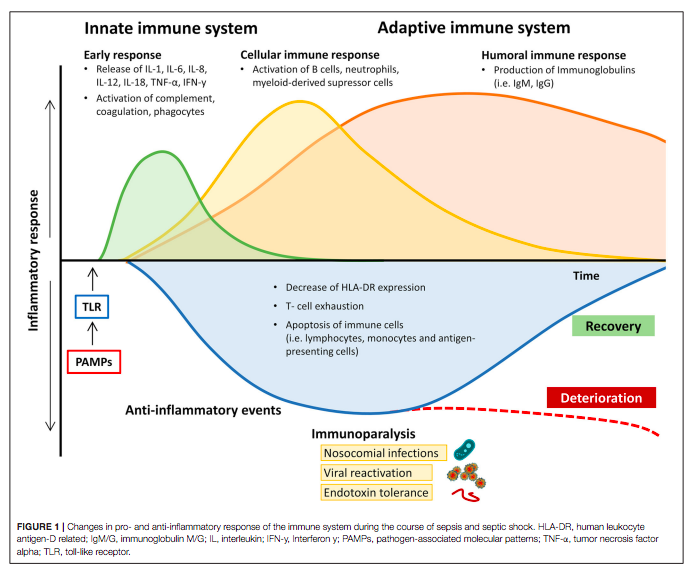 Innate immune system
Adaptive immune system
Early response
• Release of IL-1, IL-6, IL-8,
IL-12, IL-18, TNF-α, IFN-y
• Activation of complement,
coagulation, phagocytes
Cellular immune response
• Activation of B cells, neutrophils,
myeloid-derived supressor cells
Humoral immune response
• Production of Immunoglobulins
(i.e. IgM, IgG)
Inflammatory response
Time
TLR
PAMPs
• Decrease of HLA-DR expression
• T- cell exhaustion
• Apoptosis of immune cells
(i.e. lymphocytes, monocytes and antigen-
presenting cells)
Recovery
Deterioration
Anti-inflammatory events
Immunoparalysis
Nosocomial infections
Viral reactivation
Endotoxin tolerance
FIGURE 1 | Changes in pro- and anti-inflammatory response of the immune system during the course of sepsis and septic shock. HLA-DR, human leukocyte
antigen-D related; IgM/G, immunoglobulin M/G; IL, interleukin; IFN-y, Interferon y; PAMPs, pathogen-associated molecular patterns; TNF-α, tumor necrosis factor
alpha; TLR, toll-like receptor.